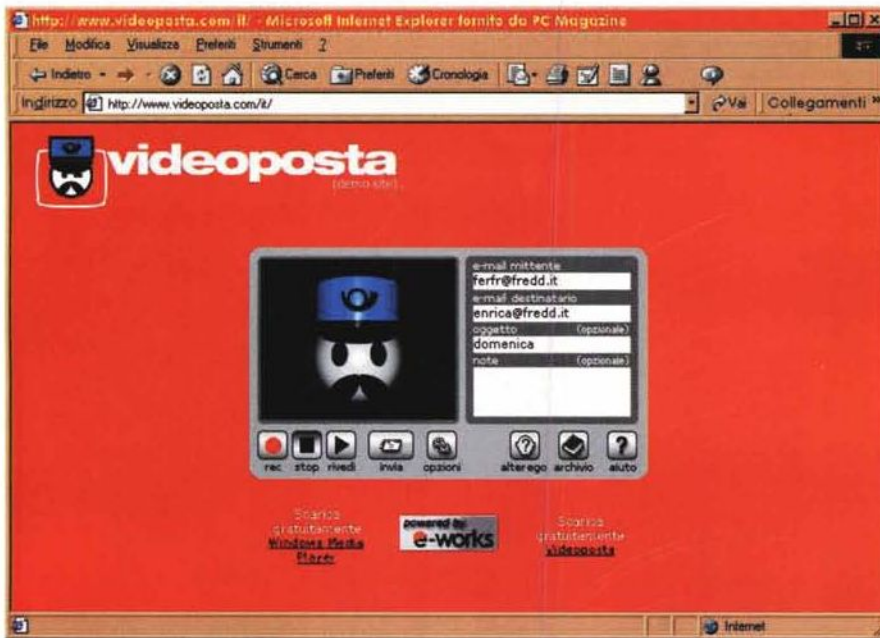 http://www.videoposta.com/it/ - Microsoft Internet Explorer fornito da PC Magazine
File Modifica Visualizza Preferiti Strumenti ?
Indietro Cerca Preferiti Cronologia
Indirizzo http://www.videoposta.com/it/ Vai Collegamenti »
videoposta
(demo site)
e-mail mittente
ferfr@fredd.it
e-mail destinatario
enrica@fredd.it
oggetto (opzionale)
domenica
note (opzionale)
rec stop rivedi invia opzioni alterego archivio aiuto
Scarica
gratuitamente
Windows Media
Player
powered by
e-works
Scarica
gratuitamente
Videoposta
Internet